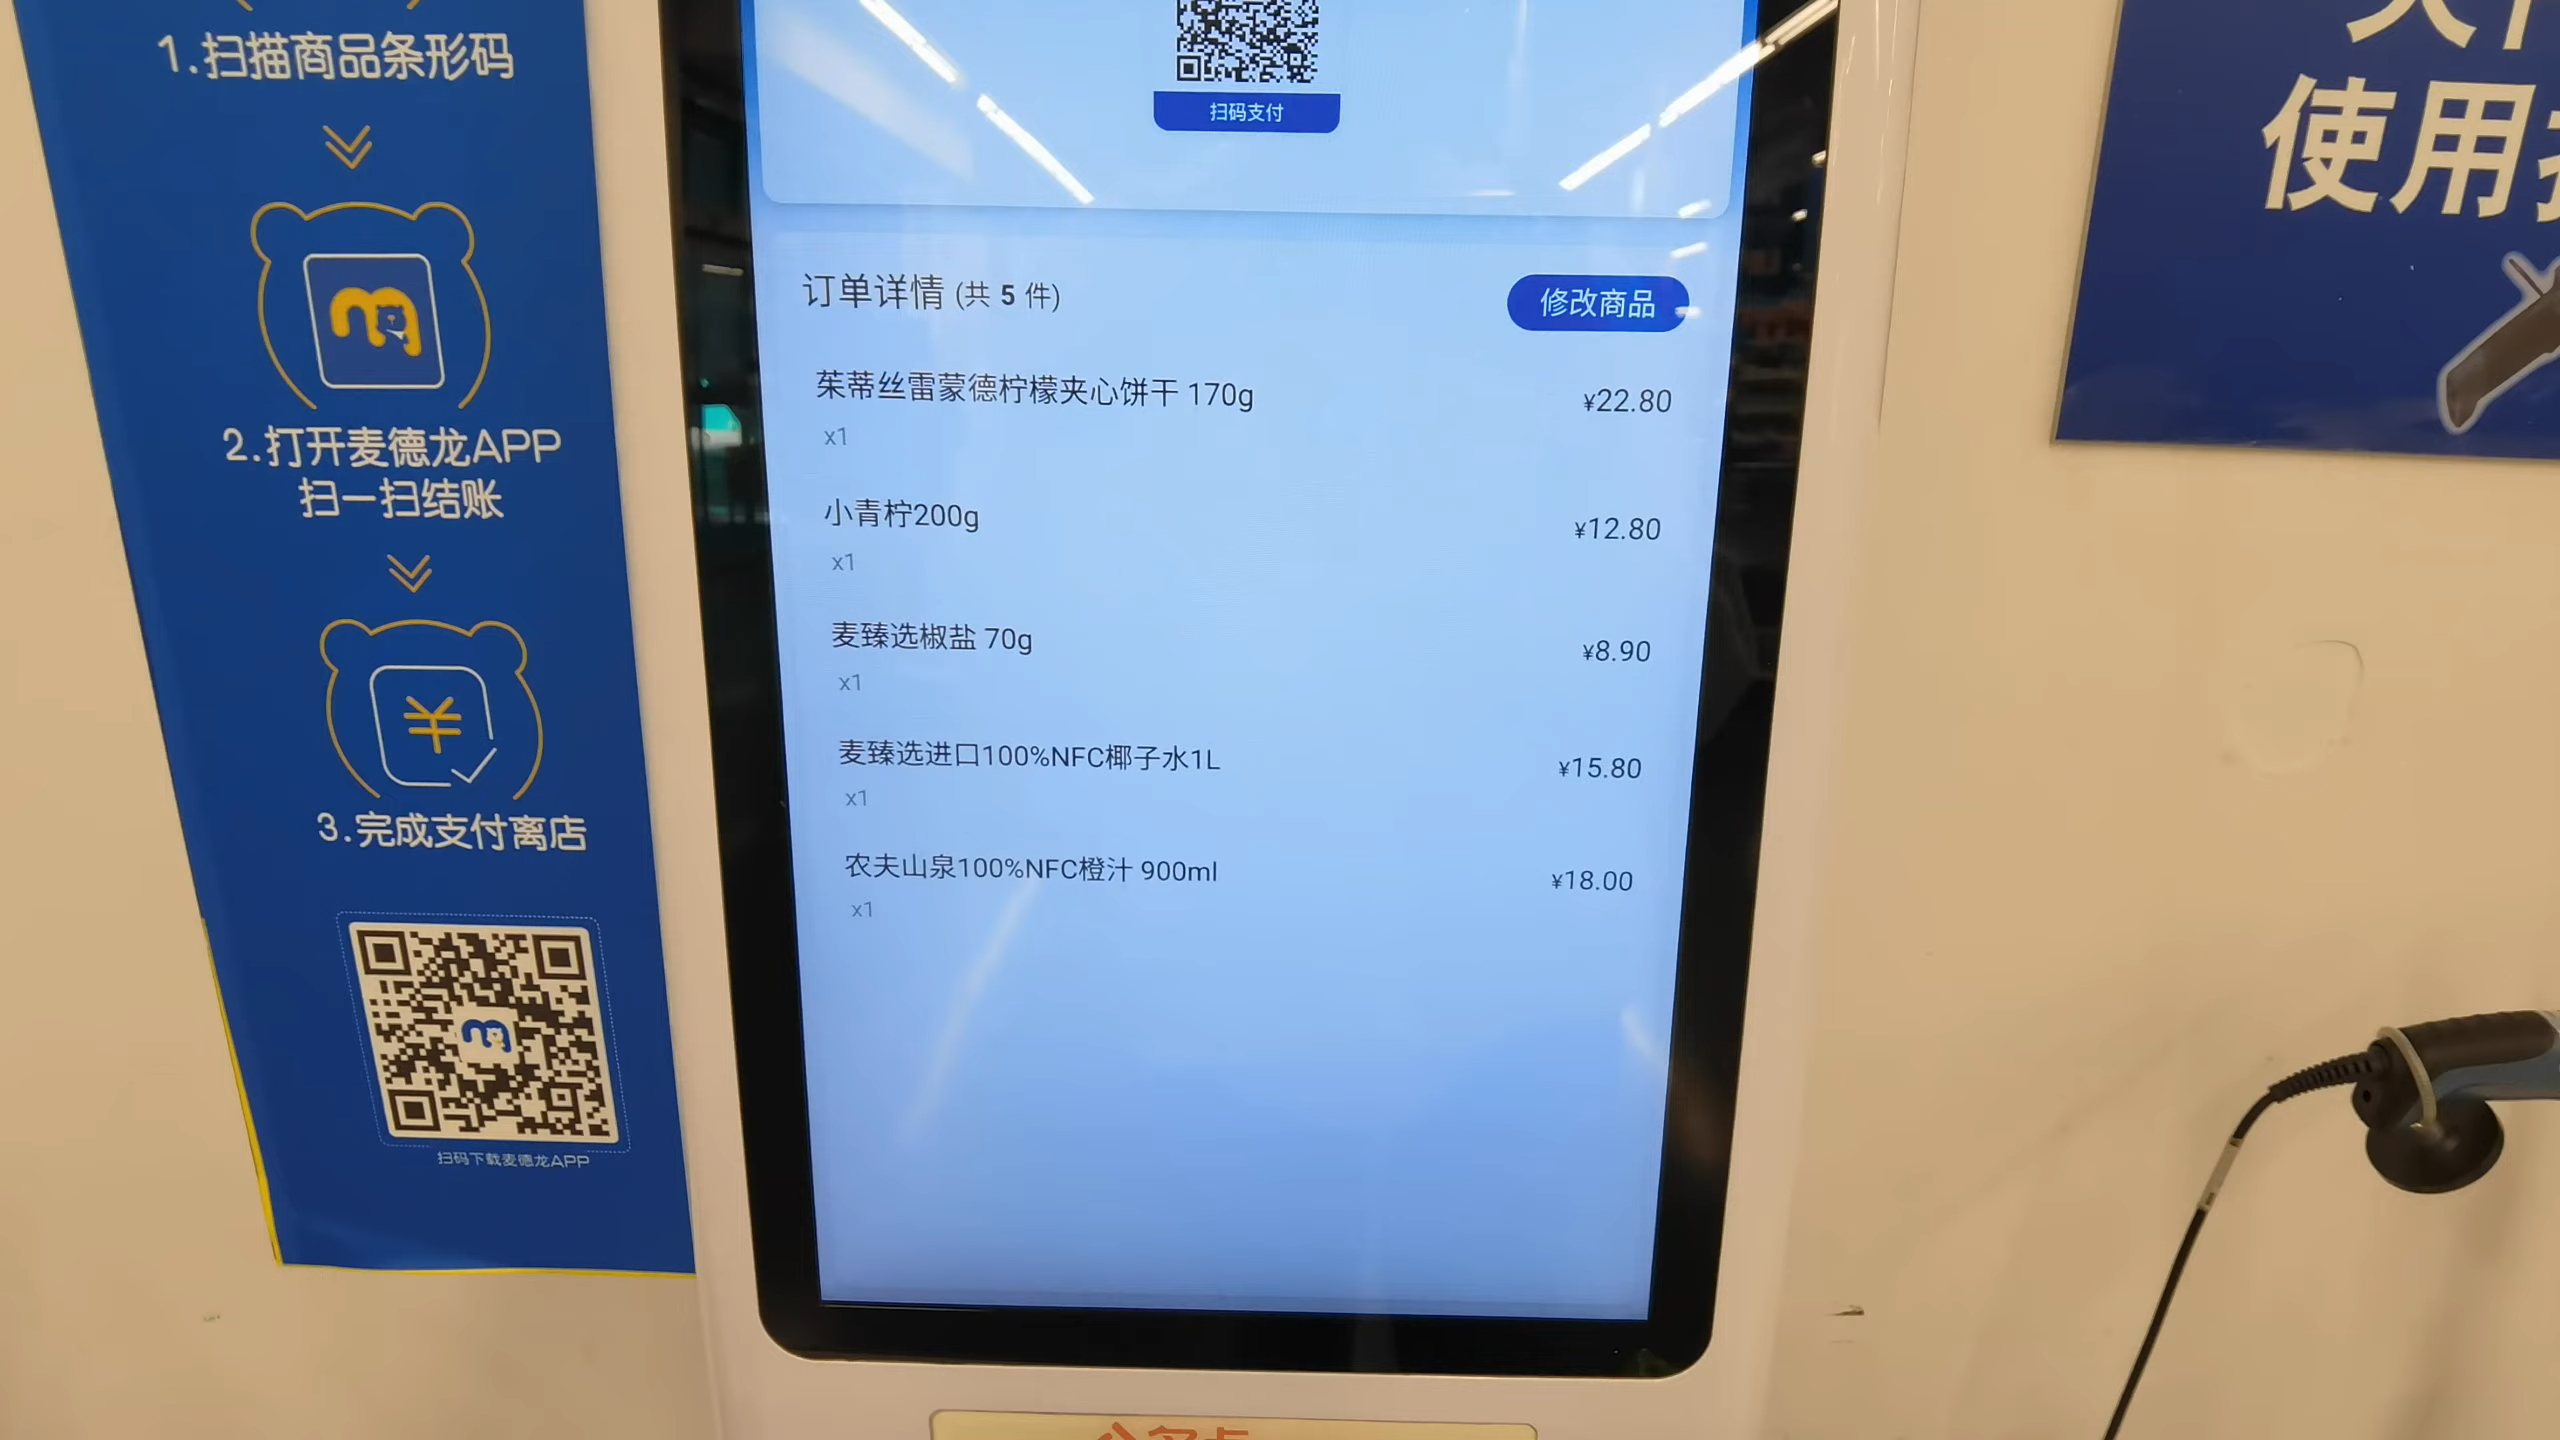 1.扫描商品条形码
2.打开麦德龙APP
扫一扫结账
3.完成支付离店
扫码下载麦德龙APP
扫码支付
订单详情 (共 5 件)
修改商品
茱蒂丝雷蒙德柠檬夹心饼干 170g
¥22.80
x1
小青柠200g
¥12.80
x1
麦臻选椒盐 70g
¥8.90
x1
麦臻选进口100%NFC椰子水1L
¥15.80
x1
农夫山泉100%NFC橙汁 900ml
¥18.00
x1
使用